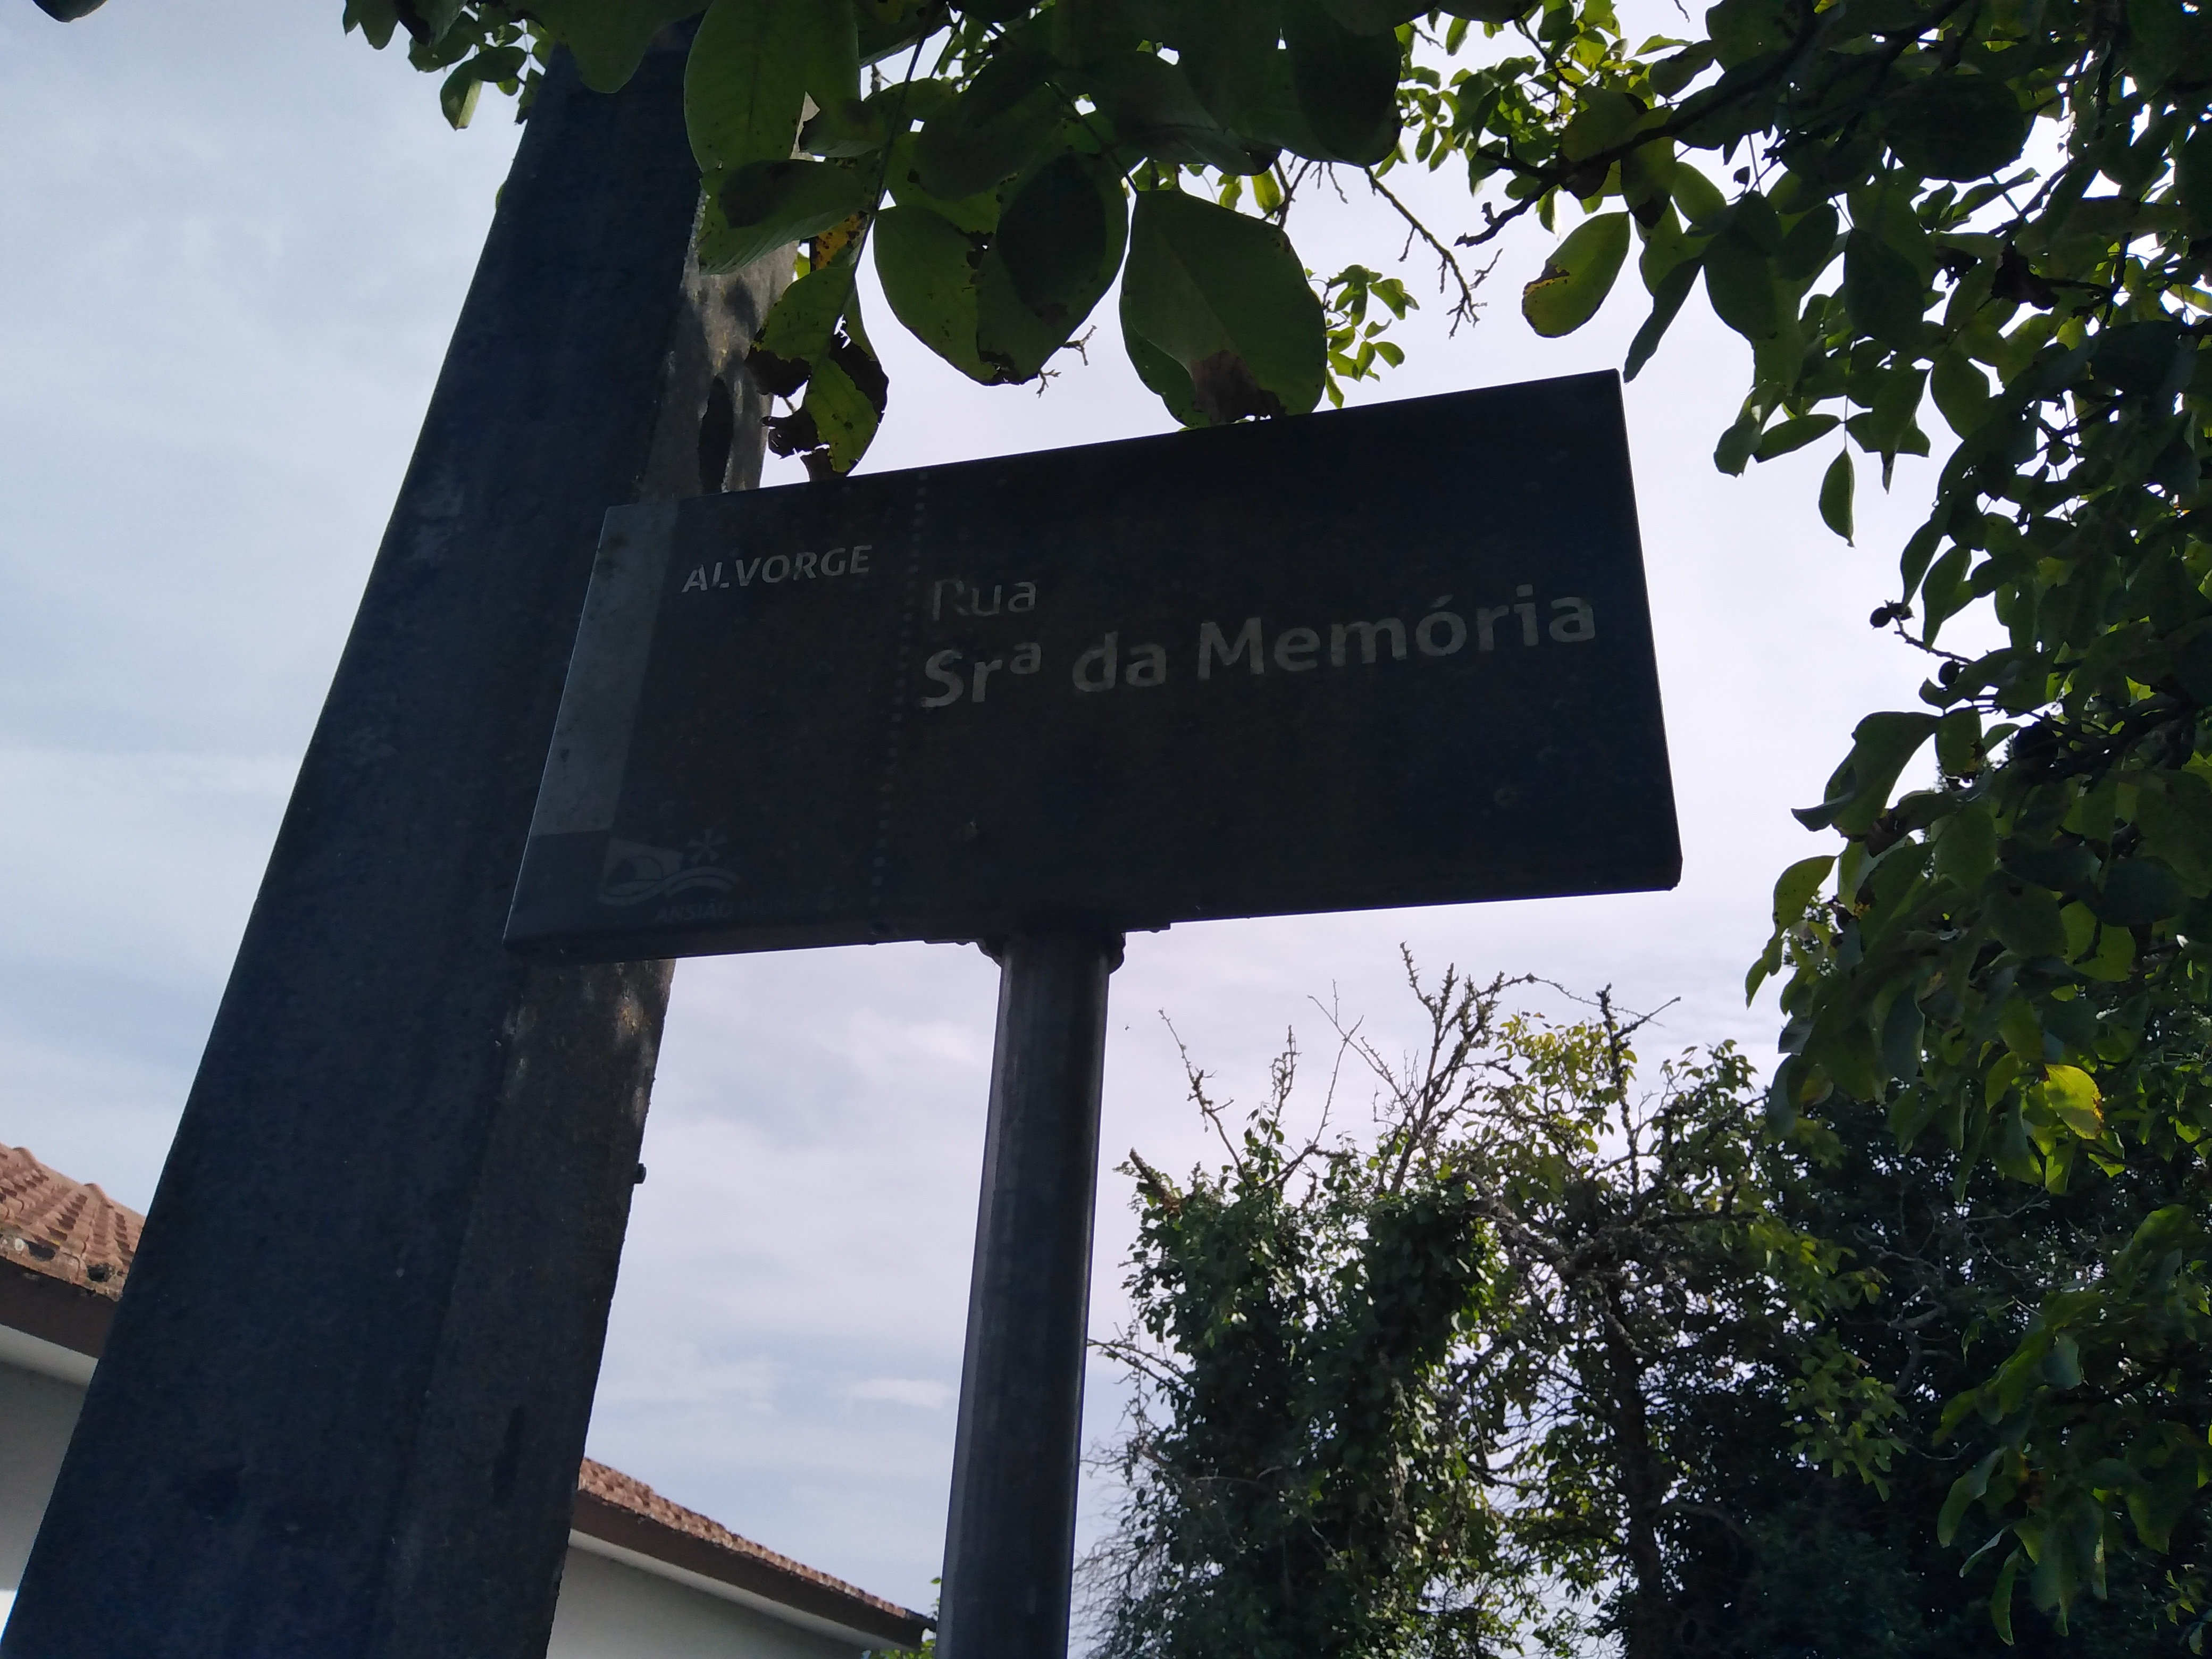 ALVORGE
Rua
Srª da Memória
ANSIÃO